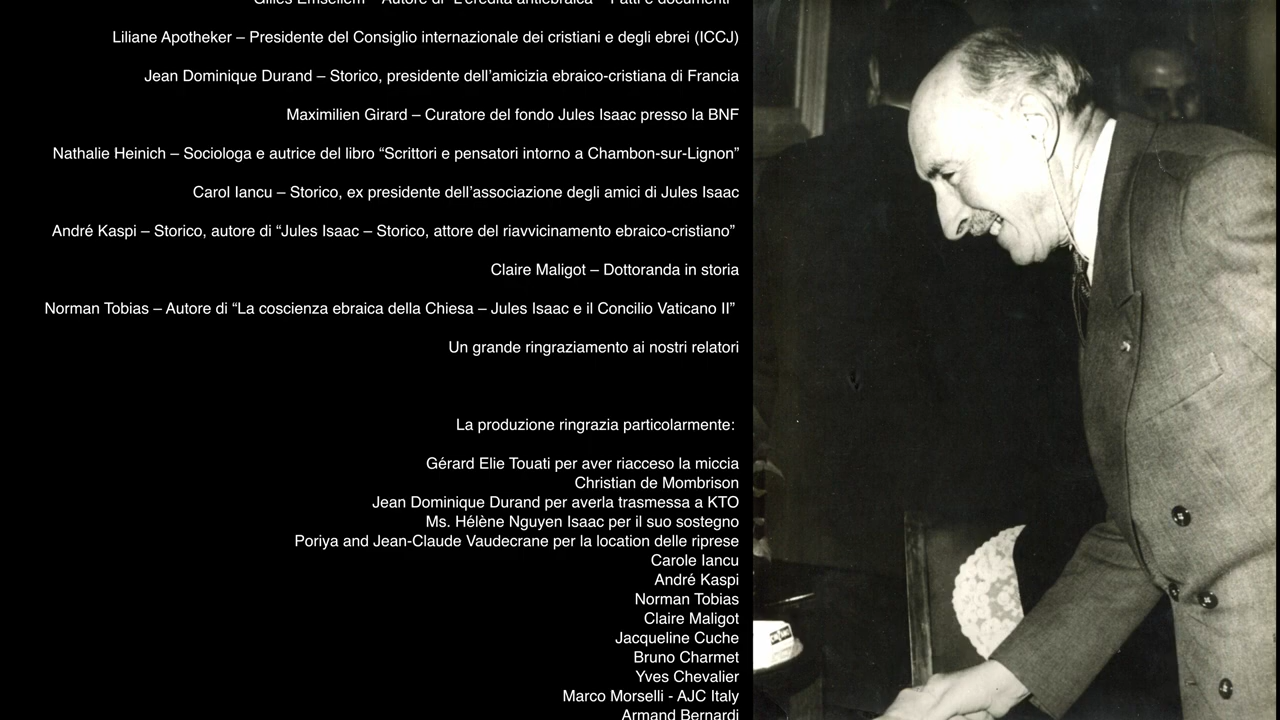 Gilles Emsellem – Autore di “L’eredità antiebraica – Fatti e documenti”
Liliane Apotheker – Presidente del Consiglio internazionale dei cristiani e degli ebrei (ICCJ)
Jean Dominique Durand – Storico, presidente dell’amicizia ebraico-cristiana di Francia
Maximilien Girard – Curatore del fondo Jules Isaac presso la BNF
Nathalie Heinich – Sociologa e autrice del libro “Scrittori e pensatori intorno a Chambon-sur-Lignon”
Carol Iancu – Storico, ex presidente dell’associazione degli amici di Jules Isaac
André Kaspi – Storico, autore di “Jules Isaac – Storico, attore del riavvicinamento ebraico-cristiano”
Claire Maligot – Dottoranda in storia
Norman Tobias – Autore di “La coscienza ebraica della Chiesa – Jules Isaac e il Concilio Vaticano II”
Un grande ringraziamento ai nostri relatori
La produzione ringrazia particolarmente:
Gérard Elie Touati per aver riacceso la miccia
Christian de Mombrison
Jean Dominique Durand per averla trasmessa a KTO
Ms. Hélène Nguyen Isaac per il suo sostegno
Poriya and Jean-Claude Vaudecrane per la location delle riprese
Carole Iancu
André Kaspi
Norman Tobias
Claire Maligot
Jacqueline Cuche
Bruno Charmet
Yves Chevalier
Marco Morselli - AJC Italy
Armand Bernardi